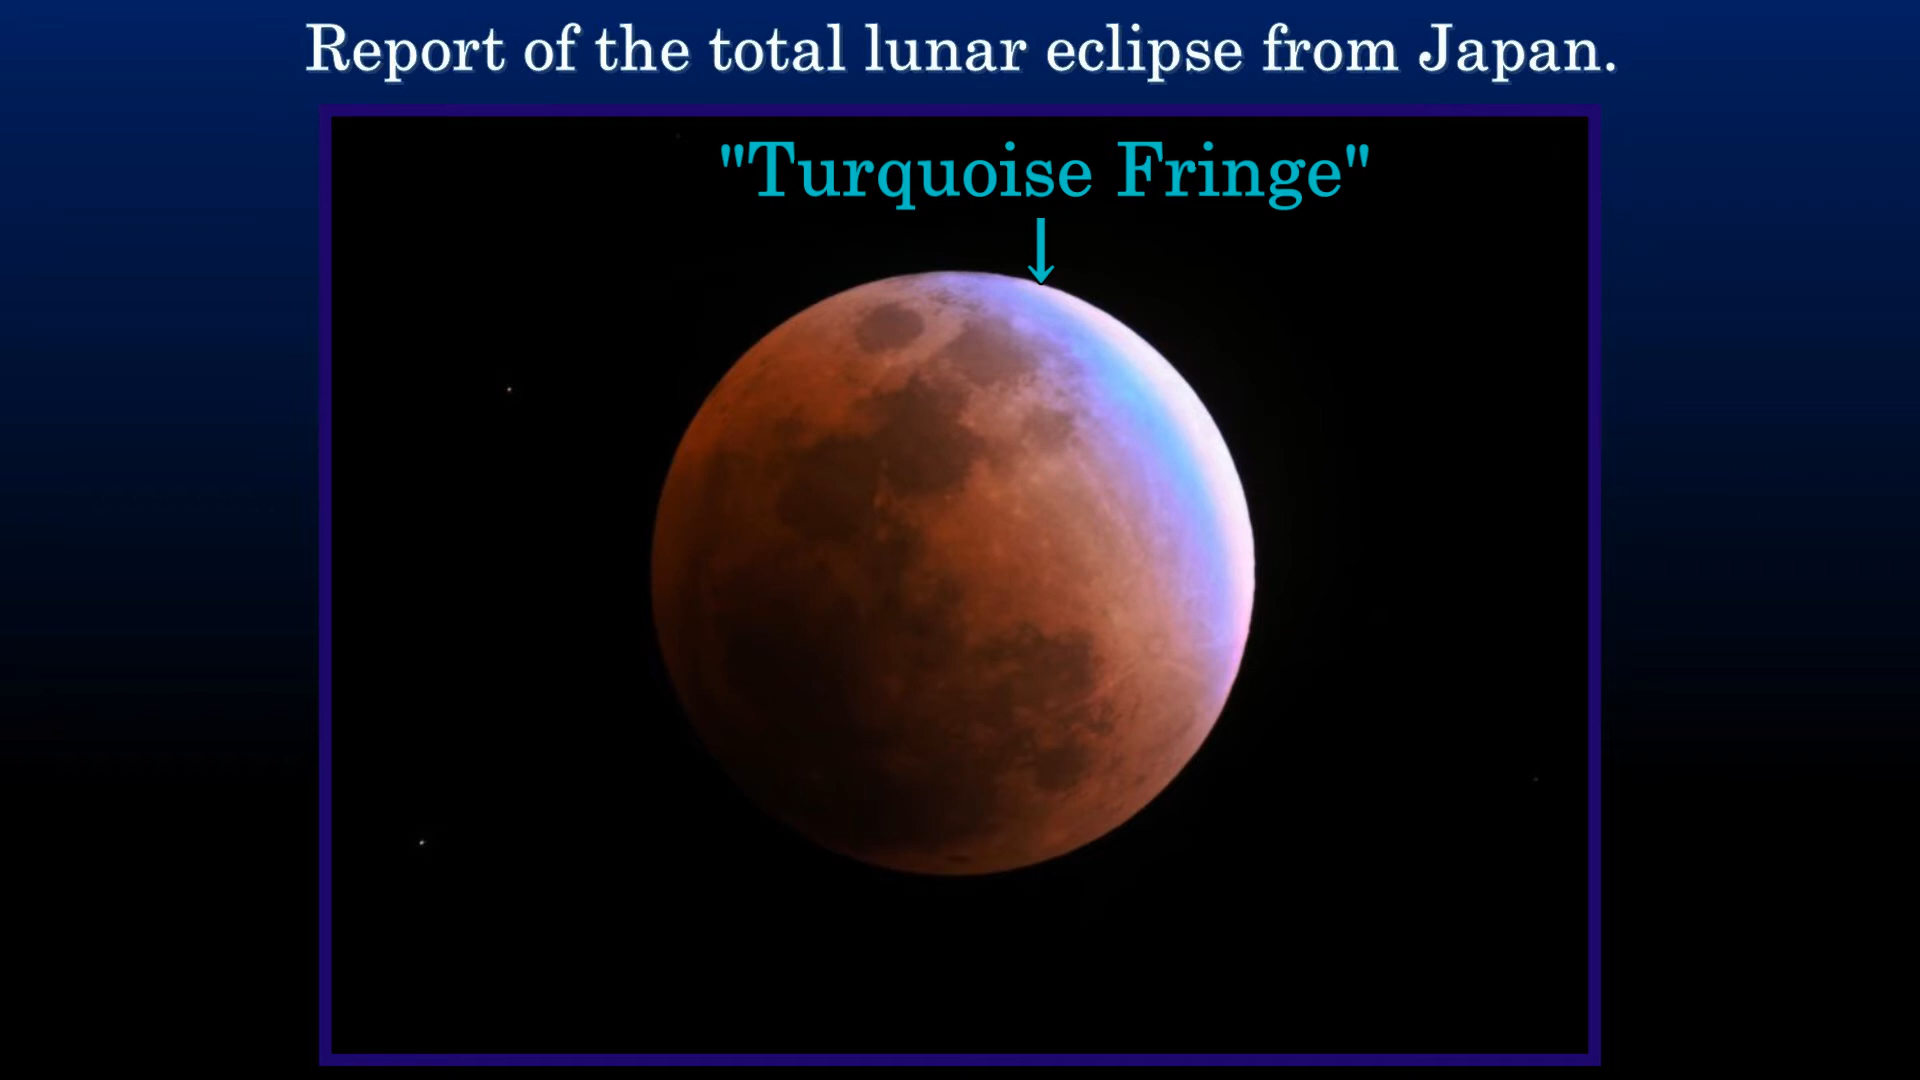 Report of the total lunar eclipse from Japan.
"Turquoise Fringe"